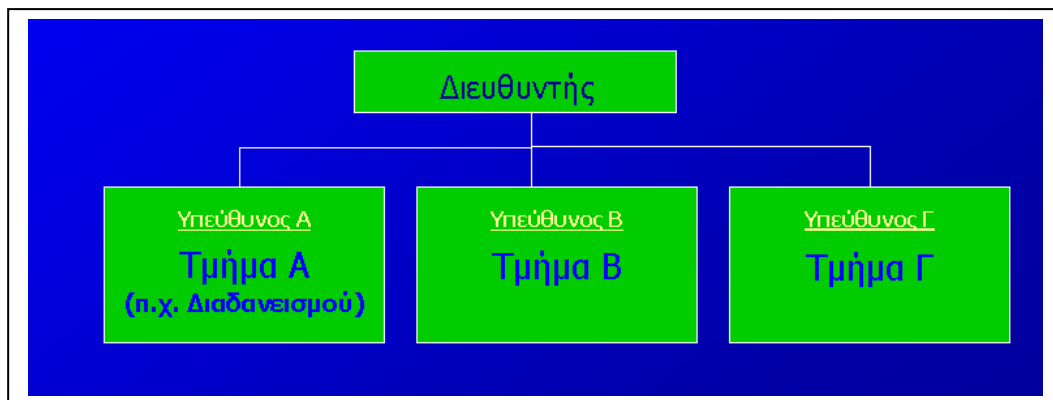 Διευθυντής
Υπεύθυνος Α
Τμήμα Α
(π.χ. Διαδανεισμού)
Υπεύθυνος Β
Τμήμα Β
Υπεύθυνος Γ
Τμήμα Γ